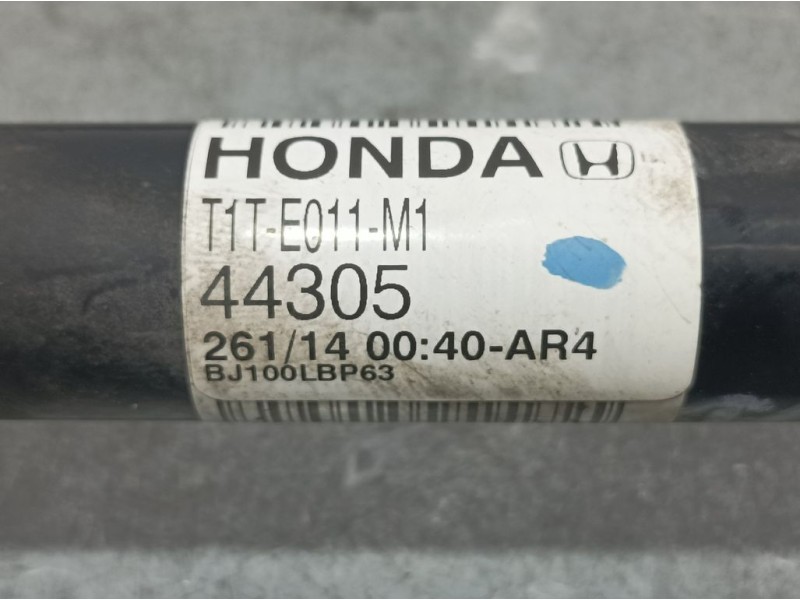 HONDA
T1T-E011-M1
44305
261/14 00:40-AR4
BJ100LBP63